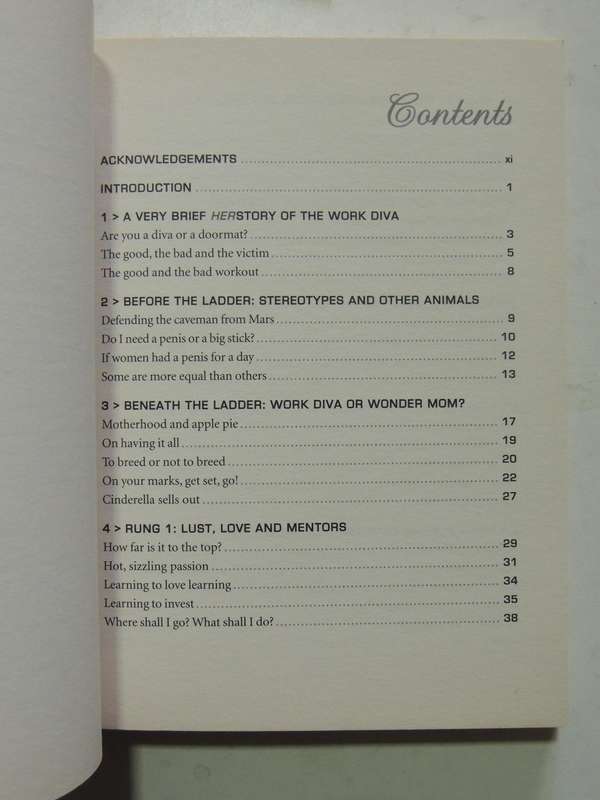 Contents
ACKNOWLEDGEMENTS xi
INTRODUCTION 1
1 > A VERY BRIEF HERSTORY OF THE WORK DIVA
Are you a diva or a doormat? 3
The good, the bad and the victim 5
The good and the bad workout 8
2 > BEFORE THE LADDER: STEREOTYPES AND OTHER ANIMALS
Defending the caveman from Mars 9
Do I need a penis or a big stick? 10
If women had a penis for a day 12
Some are more equal than others 13
3 > BENEATH THE LADDER: WORK DIVA OR WONDER MOM?
Motherhood and apple pie 17
On having it all 19
To breed or not to breed 20
On your marks, get set, go! 22
Cinderella sells out 27
4 > RUNG 1: LUST, LOVE AND MENTORS
How far is it to the top? 29
Hot, sizzling passion 31
Learning to love learning 34
Learning to invest 35
Where shall I go? What shall I do? 38